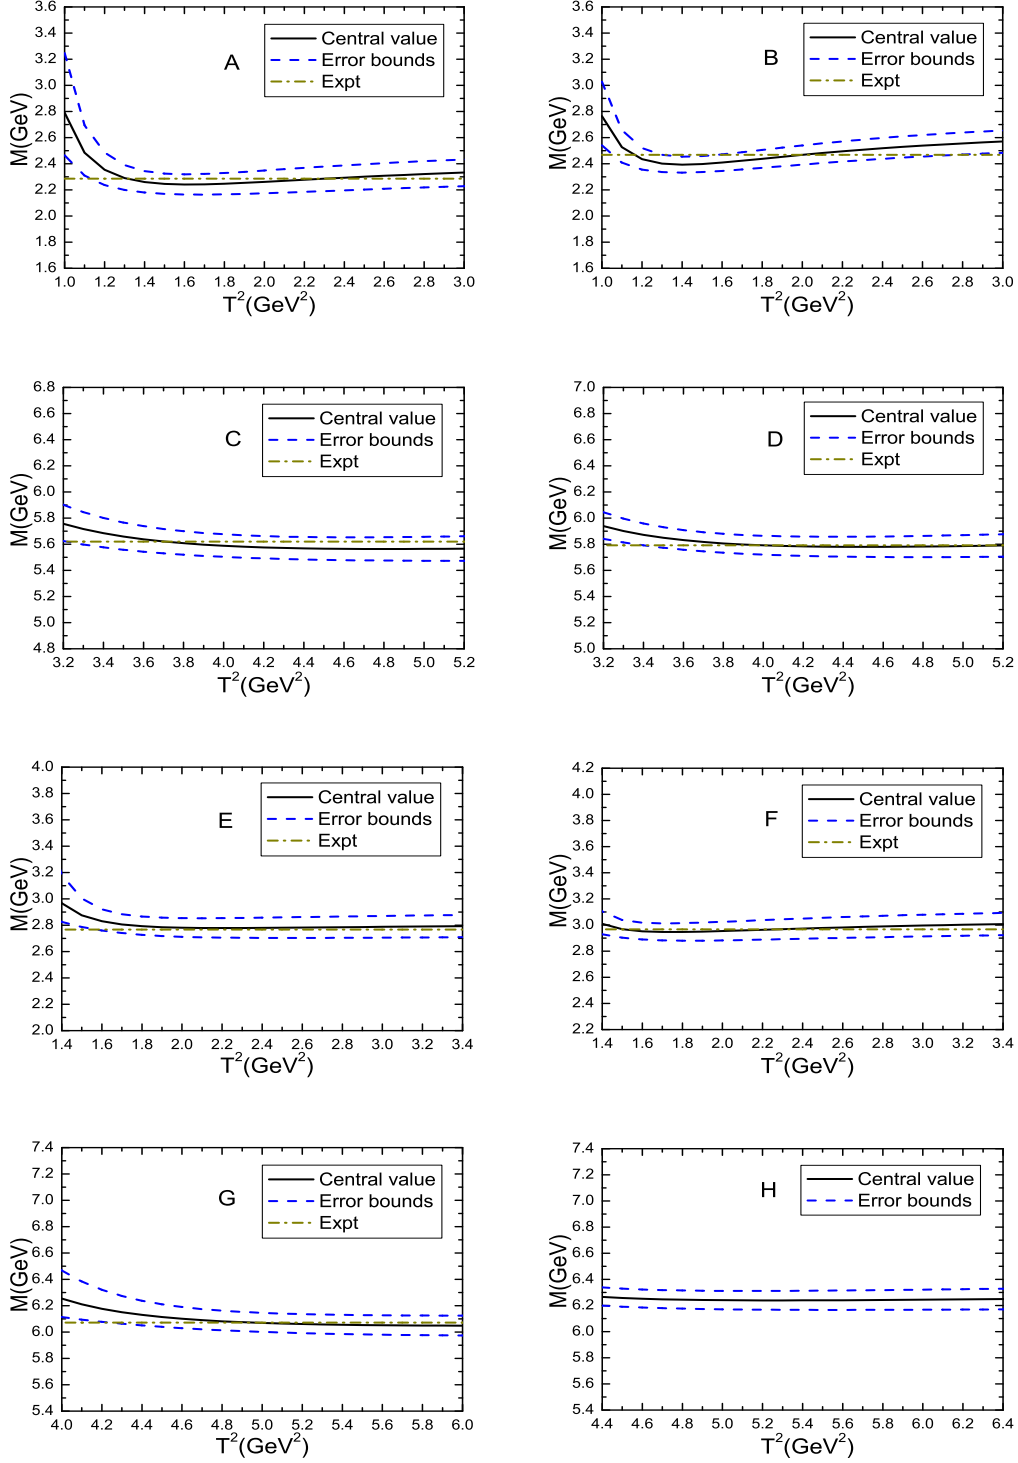 A
Central value
Error bounds
Expt
M(GeV)
3.6
3.4
3.2
3.0
2.8
2.6
2.4
2.2
2.0
1.8
1.6
1.0 1.2 1.4 1.6 1.8 2.0 2.2 2.4 2.6 2.8 3.0
T²(GeV²)
B
Central value
Error bounds
Expt
M(GeV)
3.6
3.4
3.2
3.0
2.8
2.6
2.4
2.2
2.0
1.8
1.6
1.0 1.2 1.4 1.6 1.8 2.0 2.2 2.4 2.6 2.8 3.0
T²(GeV²)
C
Central value
Error bounds
Expt
M(GeV)
6.8
6.6
6.4
6.2
6.0
5.8
5.6
5.4
5.2
5.0
4.8
3.2 3.4 3.6 3.8 4.0 4.2 4.4 4.6 4.8 5.0 5.2
T²(GeV²)
D
Central value
Error bounds
Expt
M(GeV)
7.0
6.8
6.6
6.4
6.2
6.0
5.8
5.6
5.4
5.2
5.0
3.2 3.4 3.6 3.8 4.0 4.2 4.4 4.6 4.8 5.0 5.2
T²(GeV²)
E
Central value
Error bounds
Expt
M(GeV)
4.0
3.8
3.6
3.4
3.2
3.0
2.8
2.6
2.4
2.2
2.0
1.4 1.6 1.8 2.0 2.2 2.4 2.6 2.8 3.0 3.2 3.4
T²(GeV²)
F
Central value
Error bounds
Expt
M(GeV)
4.2
4.0
3.8
3.6
3.4
3.2
3.0
2.8
2.6
2.4
2.2
1.4 1.6 1.8 2.0 2.2 2.4 2.6 2.8 3.0 3.2 3.4
T²(GeV²)
G
Central value
Error bounds
Expt
M(GeV)
7.4
7.2
7.0
6.8
6.6
6.4
6.2
6.0
5.8
5.6
5.4
4.0 4.2 4.4 4.6 4.8 5.0 5.2 5.4 5.6 5.8 6.0
T²(GeV²)
H
Central value
Error bounds
M(GeV)
7.4
7.2
7.0
6.8
6.6
6.4
6.2
6.0
5.8
5.6
5.4
4.4 4.6 4.8 5.0 5.2 5.4 5.6 5.8 6.0 6.2 6.4
T²(GeV²)